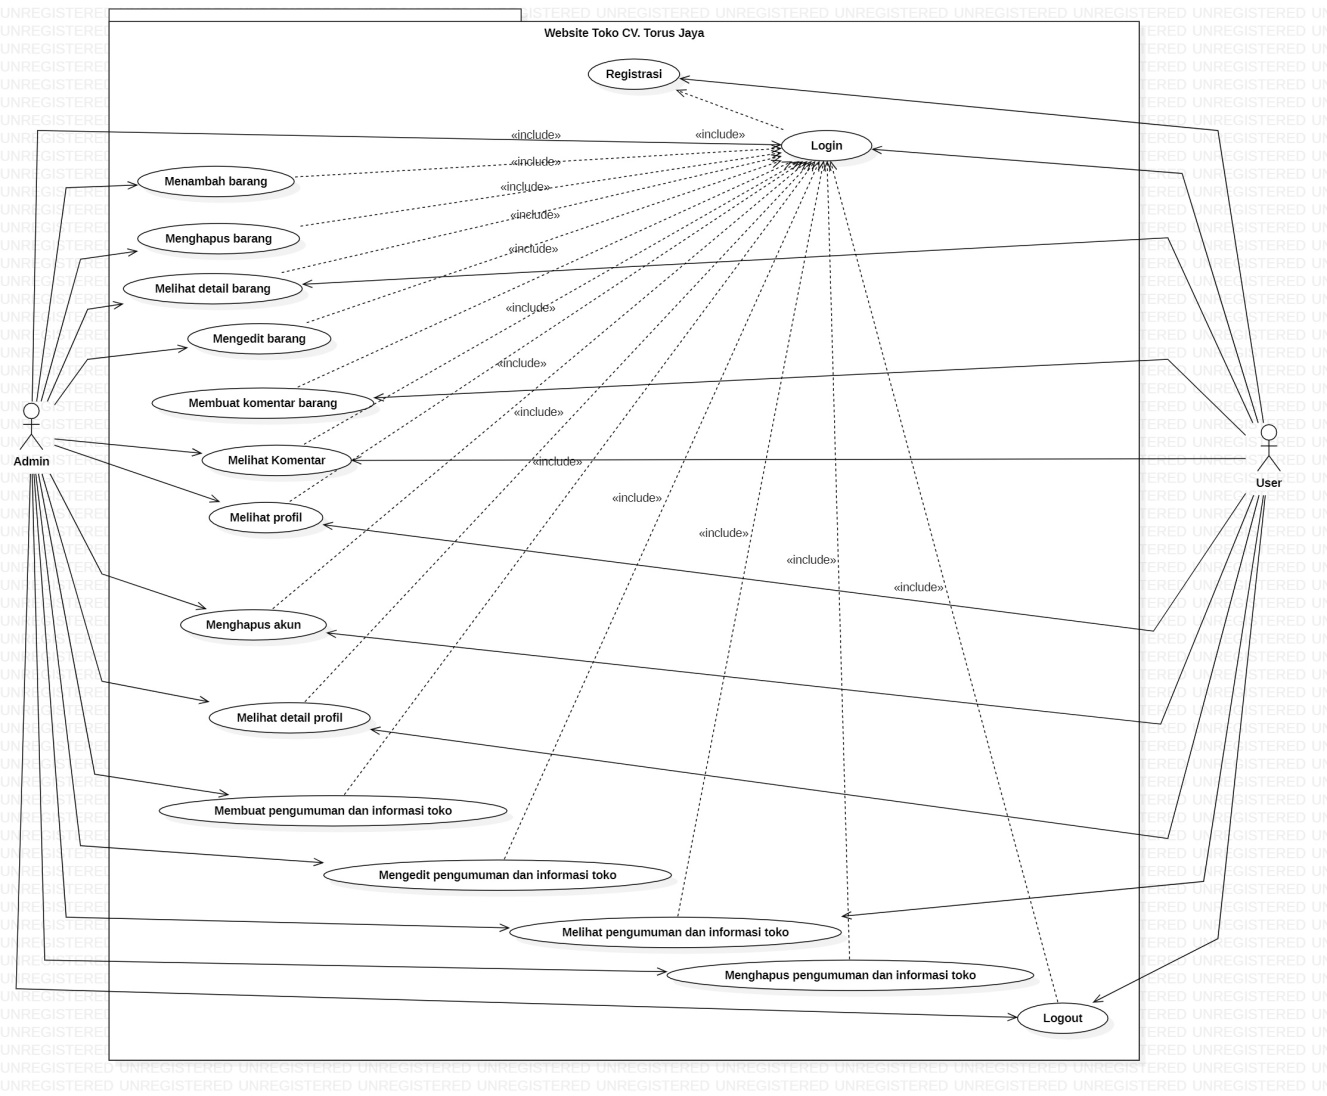 Website Toko CV. Torus Jaya
Registrasi
«include»
«include»
Login
«include»
Menambah barang
«include»
«include»
Menghapus barang
«include»
Melihat detail barang
«include»
Mengedit barang
«include»
Membuat komentar barang
«include»
Melihat Komentar
«include»
Admin
User
«include»
Melihat profil
«include»
«include»
«include»
Menghapus akun
Melihat detail profil
Membuat pengumuman dan informasi toko
Mengedit pengumuman dan informasi toko
Melihat pengumuman dan informasi toko
Menghapus pengumuman dan informasi toko
Logout